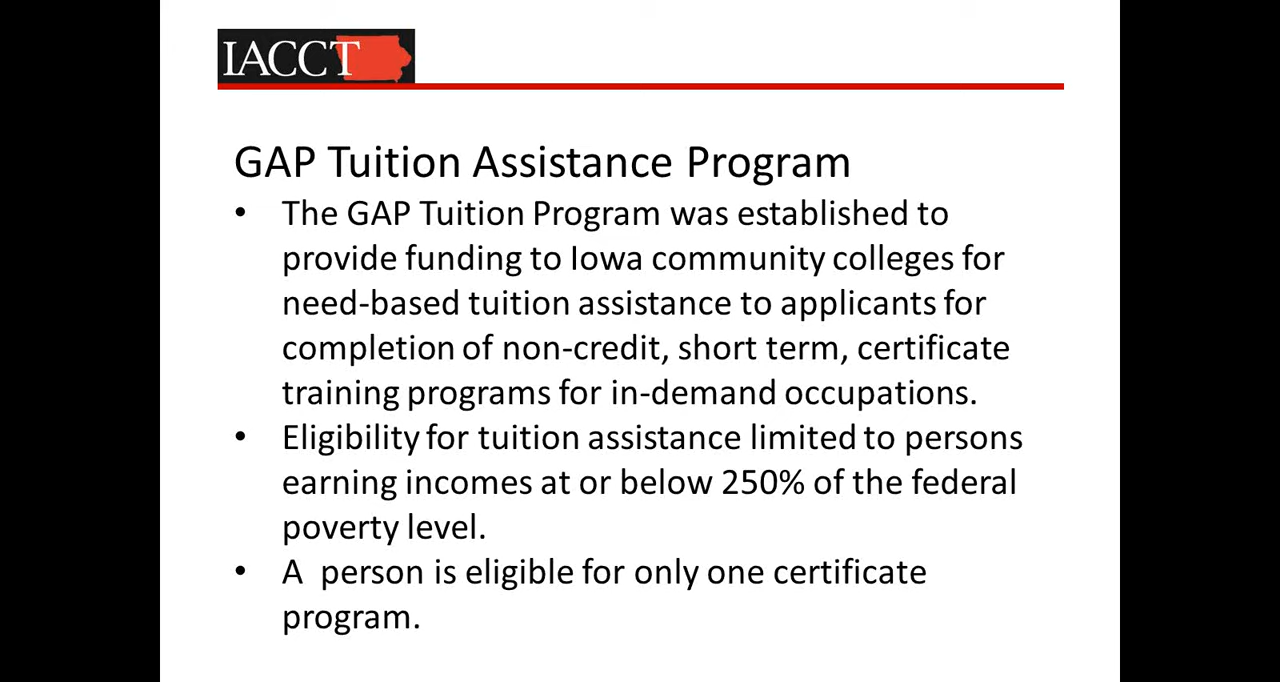 IACCT
GAP Tuition Assistance Program
• The GAP Tuition Program was established to
provide funding to Iowa community colleges for
need-based tuition assistance to applicants for
completion of non-credit, short term, certificate
training programs for in-demand occupations.
• Eligibility for tuition assistance limited to persons
earning incomes at or below 250% of the federal
poverty level.
• A  person is eligible for only one certificate
program.